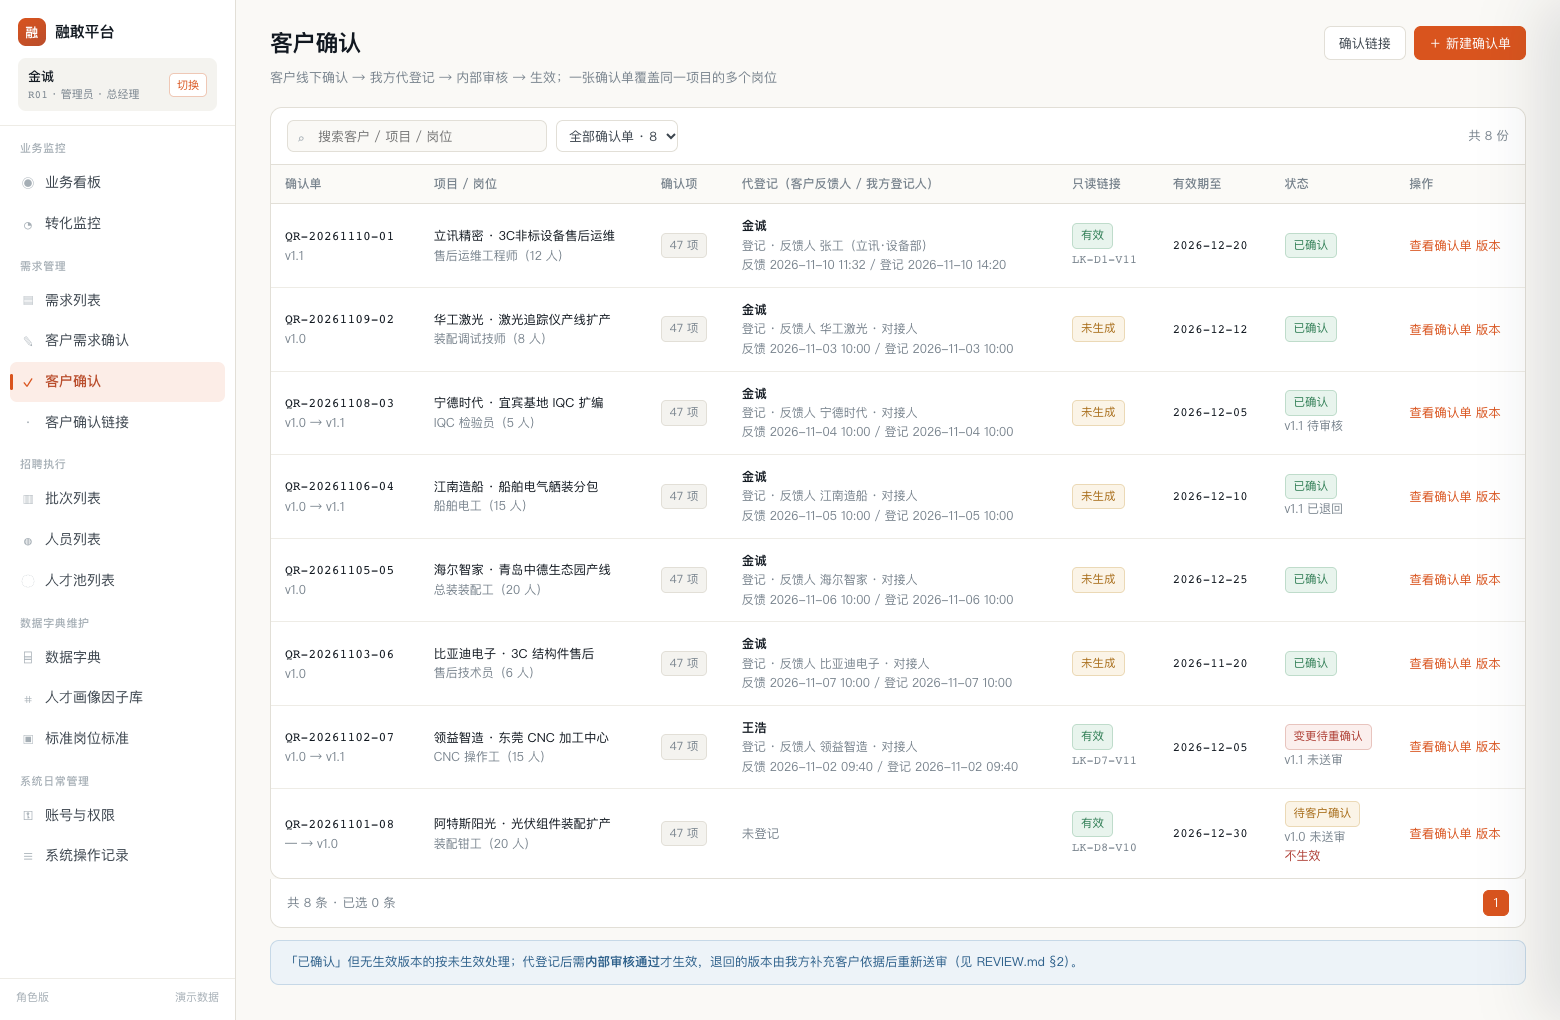 融 融敢平台
金诚
R01 · 管理员 · 总经理
切换
业务监控
业务看板
转化监控
需求管理
需求列表
客户需求确认
客户确认
客户确认链接
招聘执行
批次列表
人员列表
人才池列表
数据字典维护
数据字典
人才画像因子库
标准岗位标准
系统日常管理
账号与权限
系统操作记录
角色版 演示数据
客户确认
客户线下确认 → 我方代登记 → 内部审核 → 生效；一张确认单覆盖同一项目的多个岗位
确认链接
＋ 新建确认单
搜索客户 / 项目 / 岗位
全部确认单 · 8
共 8 份
确认单 项目 / 岗位 确认项 代登记（客户反馈人 / 我方登记人） 只读链接 有效期至 状态 操作
QR-20261110-01
v1.1
立讯精密 · 3C非标设备售后运维
售后运维工程师（12 人）
47 项
金诚
登记 · 反馈人 张工（立讯·设备部）
反馈 2026-11-10 11:32 / 登记 2026-11-10 14:20
有效
LK-D1-V11
2026-12-20
已确认
查看确认单 版本
QR-20261109-02
v1.0
华工激光 · 激光追踪仪产线扩产
装配调试技师（8 人）
47 项
金诚
登记 · 反馈人 华工激光 · 对接人
反馈 2026-11-03 10:00 / 登记 2026-11-03 10:00
未生成
2026-12-12
已确认
查看确认单 版本
QR-20261108-03
v1.0 → v1.1
宁德时代 · 宜宾基地 IQC 扩编
IQC 检验员（5 人）
47 项
金诚
登记 · 反馈人 宁德时代 · 对接人
反馈 2026-11-04 10:00 / 登记 2026-11-04 10:00
未生成
2026-12-05
已确认
v1.1 待审核
查看确认单 版本
QR-20261106-04
v1.0 → v1.1
江南造船 · 船舶电气舾装分包
船舶电工（15 人）
47 项
金诚
登记 · 反馈人 江南造船 · 对接人
反馈 2026-11-05 10:00 / 登记 2026-11-05 10:00
未生成
2026-12-10
已确认
v1.1 已退回
查看确认单 版本
QR-20261105-05
v1.0
海尔智家 · 青岛中德生态园产线
总装装配工（20 人）
47 项
金诚
登记 · 反馈人 海尔智家 · 对接人
反馈 2026-11-06 10:00 / 登记 2026-11-06 10:00
未生成
2026-12-25
已确认
查看确认单 版本
QR-20261103-06
v1.0
比亚迪电子 · 3C 结构件售后
售后技术员（6 人）
47 项
金诚
登记 · 反馈人 比亚迪电子 · 对接人
反馈 2026-11-07 10:00 / 登记 2026-11-07 10:00
未生成
2026-11-20
已确认
查看确认单 版本
QR-20261102-07
v1.0 → v1.1
领益智造 · 东莞 CNC 加工中心
CNC 操作工（15 人）
47 项
王浩
登记 · 反馈人 领益智造 · 对接人
反馈 2026-11-02 09:40 / 登记 2026-11-02 09:40
有效
LK-D7-V11
2026-12-05
变更待重确认
v1.1 未送审
查看确认单 版本
QR-20261101-08
— → v1.0
阿特斯阳光 · 光伏组件装配扩产
装配钳工（20 人）
47 项
未登记
有效
LK-D8-V10
2026-12-30
待客户确认
v1.0 未送审
不生效
查看确认单 版本
共 8 条 · 已选 0 条
1
「已确认」但无生效版本的按未生效处理；代登记后需内部审核通过才生效，退回的版本由我方补充客户依据后重新送审（见 REVIEW.md §2）。